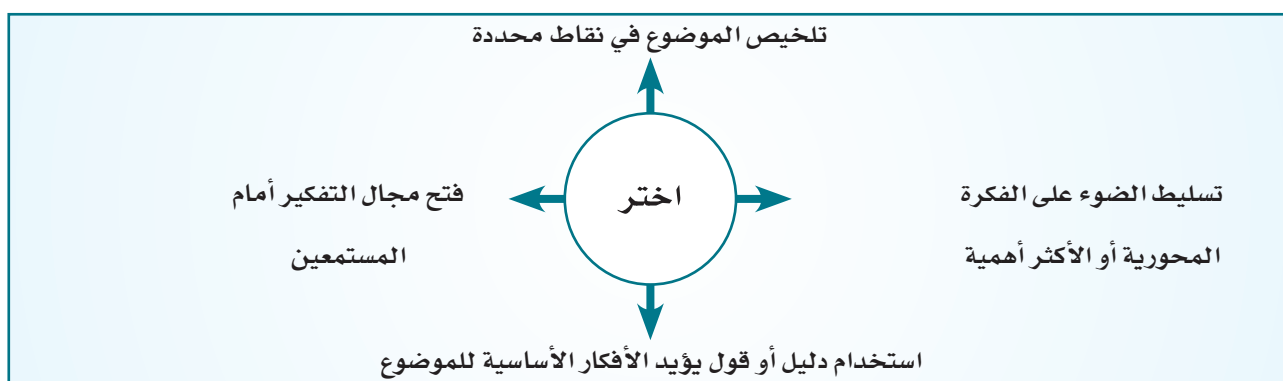 تلخيص الموضوع في نقاط محددة
تسليط الضوء على الفكرة
المحورية أو الأكثر أهمية
اختر
فتح مجال التفكير أمام
المستمعين
استخدام دليل أو قول يؤيد الأفكار الأساسية للموضوع